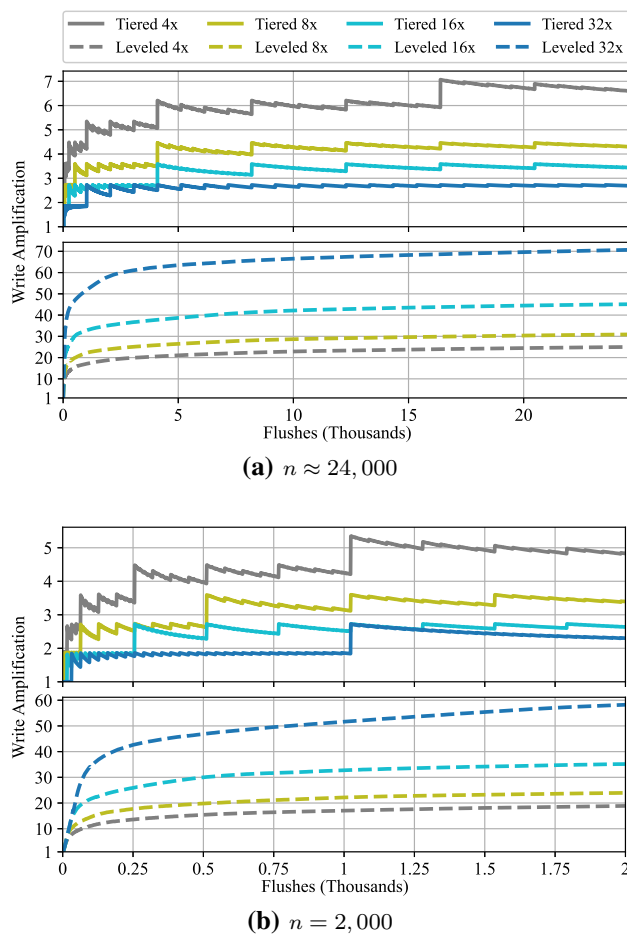 Tiered 4x Tiered 8x Tiered 16x Tiered 32x
Leveled 4x Leveled 8x Leveled 16x Leveled 32x
7
6
5
4
3
2
1
Write Amplification
70
60
50
40
30
20
10
1
0 5 10 15 20
Flushes (Thousands)
(a) n ≈ 24, 000
5
4
3
2
1
Write Amplification
60
50
40
30
20
10
1
0 0.25 0.5 0.75 1 1.25 1.5 1.75 2
Flushes (Thousands)
(b) n = 2, 000